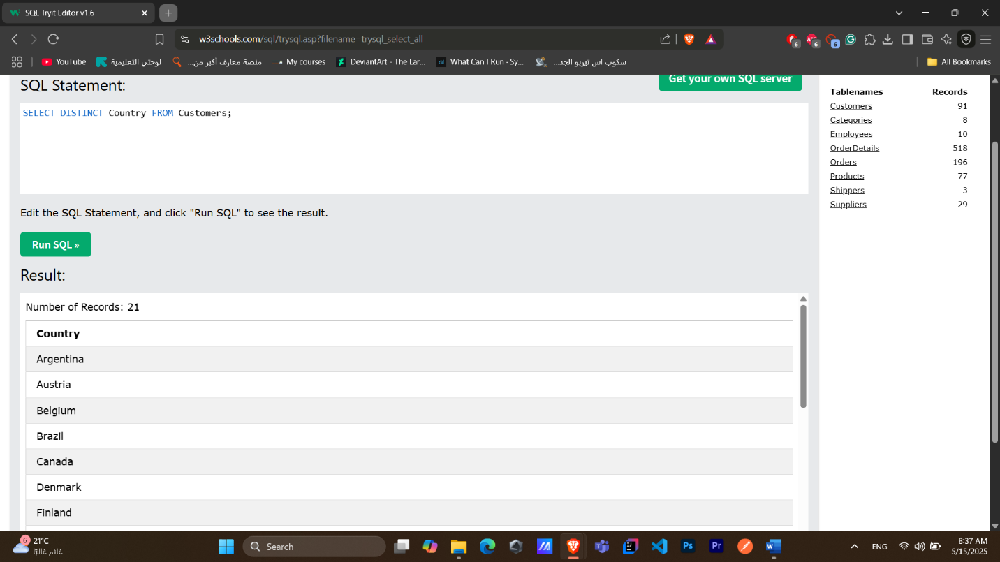 SQL Tryit Editor v1.6
w3schools.com/sql/trysql.asp?filename=trysql_select_all
6
6
6
YouTube
لوحتي التعليمية
منصة معارف أكبر من...
My courses
DeviantArt - The Lar...
What Can I Run · Sy...
سكوب اس تيربو الجد...
All Bookmarks
SQL Statement:
Get your own SQL server
SELECT DISTINCT Country FROM Customers;
Edit the SQL Statement, and click "Run SQL" to see the result.
Run SQL »
Result:
Number of Records: 21
Country
Argentina
Austria
Belgium
Brazil
Canada
Denmark
Finland
Tablenames Records
Customers 91
Categories 8
Employees 10
OrderDetails 518
Orders 196
Products 77
Shippers 3
Suppliers 29
6
21°C
غائم غالبًا
Search
ENG
8:37 AM
5/15/2025